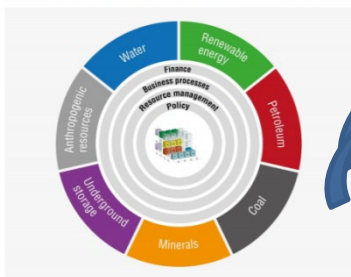 Water
Renewable
energy
Petroleum
Coal
Minerals
Underground
storage
Anthropogenic
resources
Finance
Business processes
Resource management
Policy